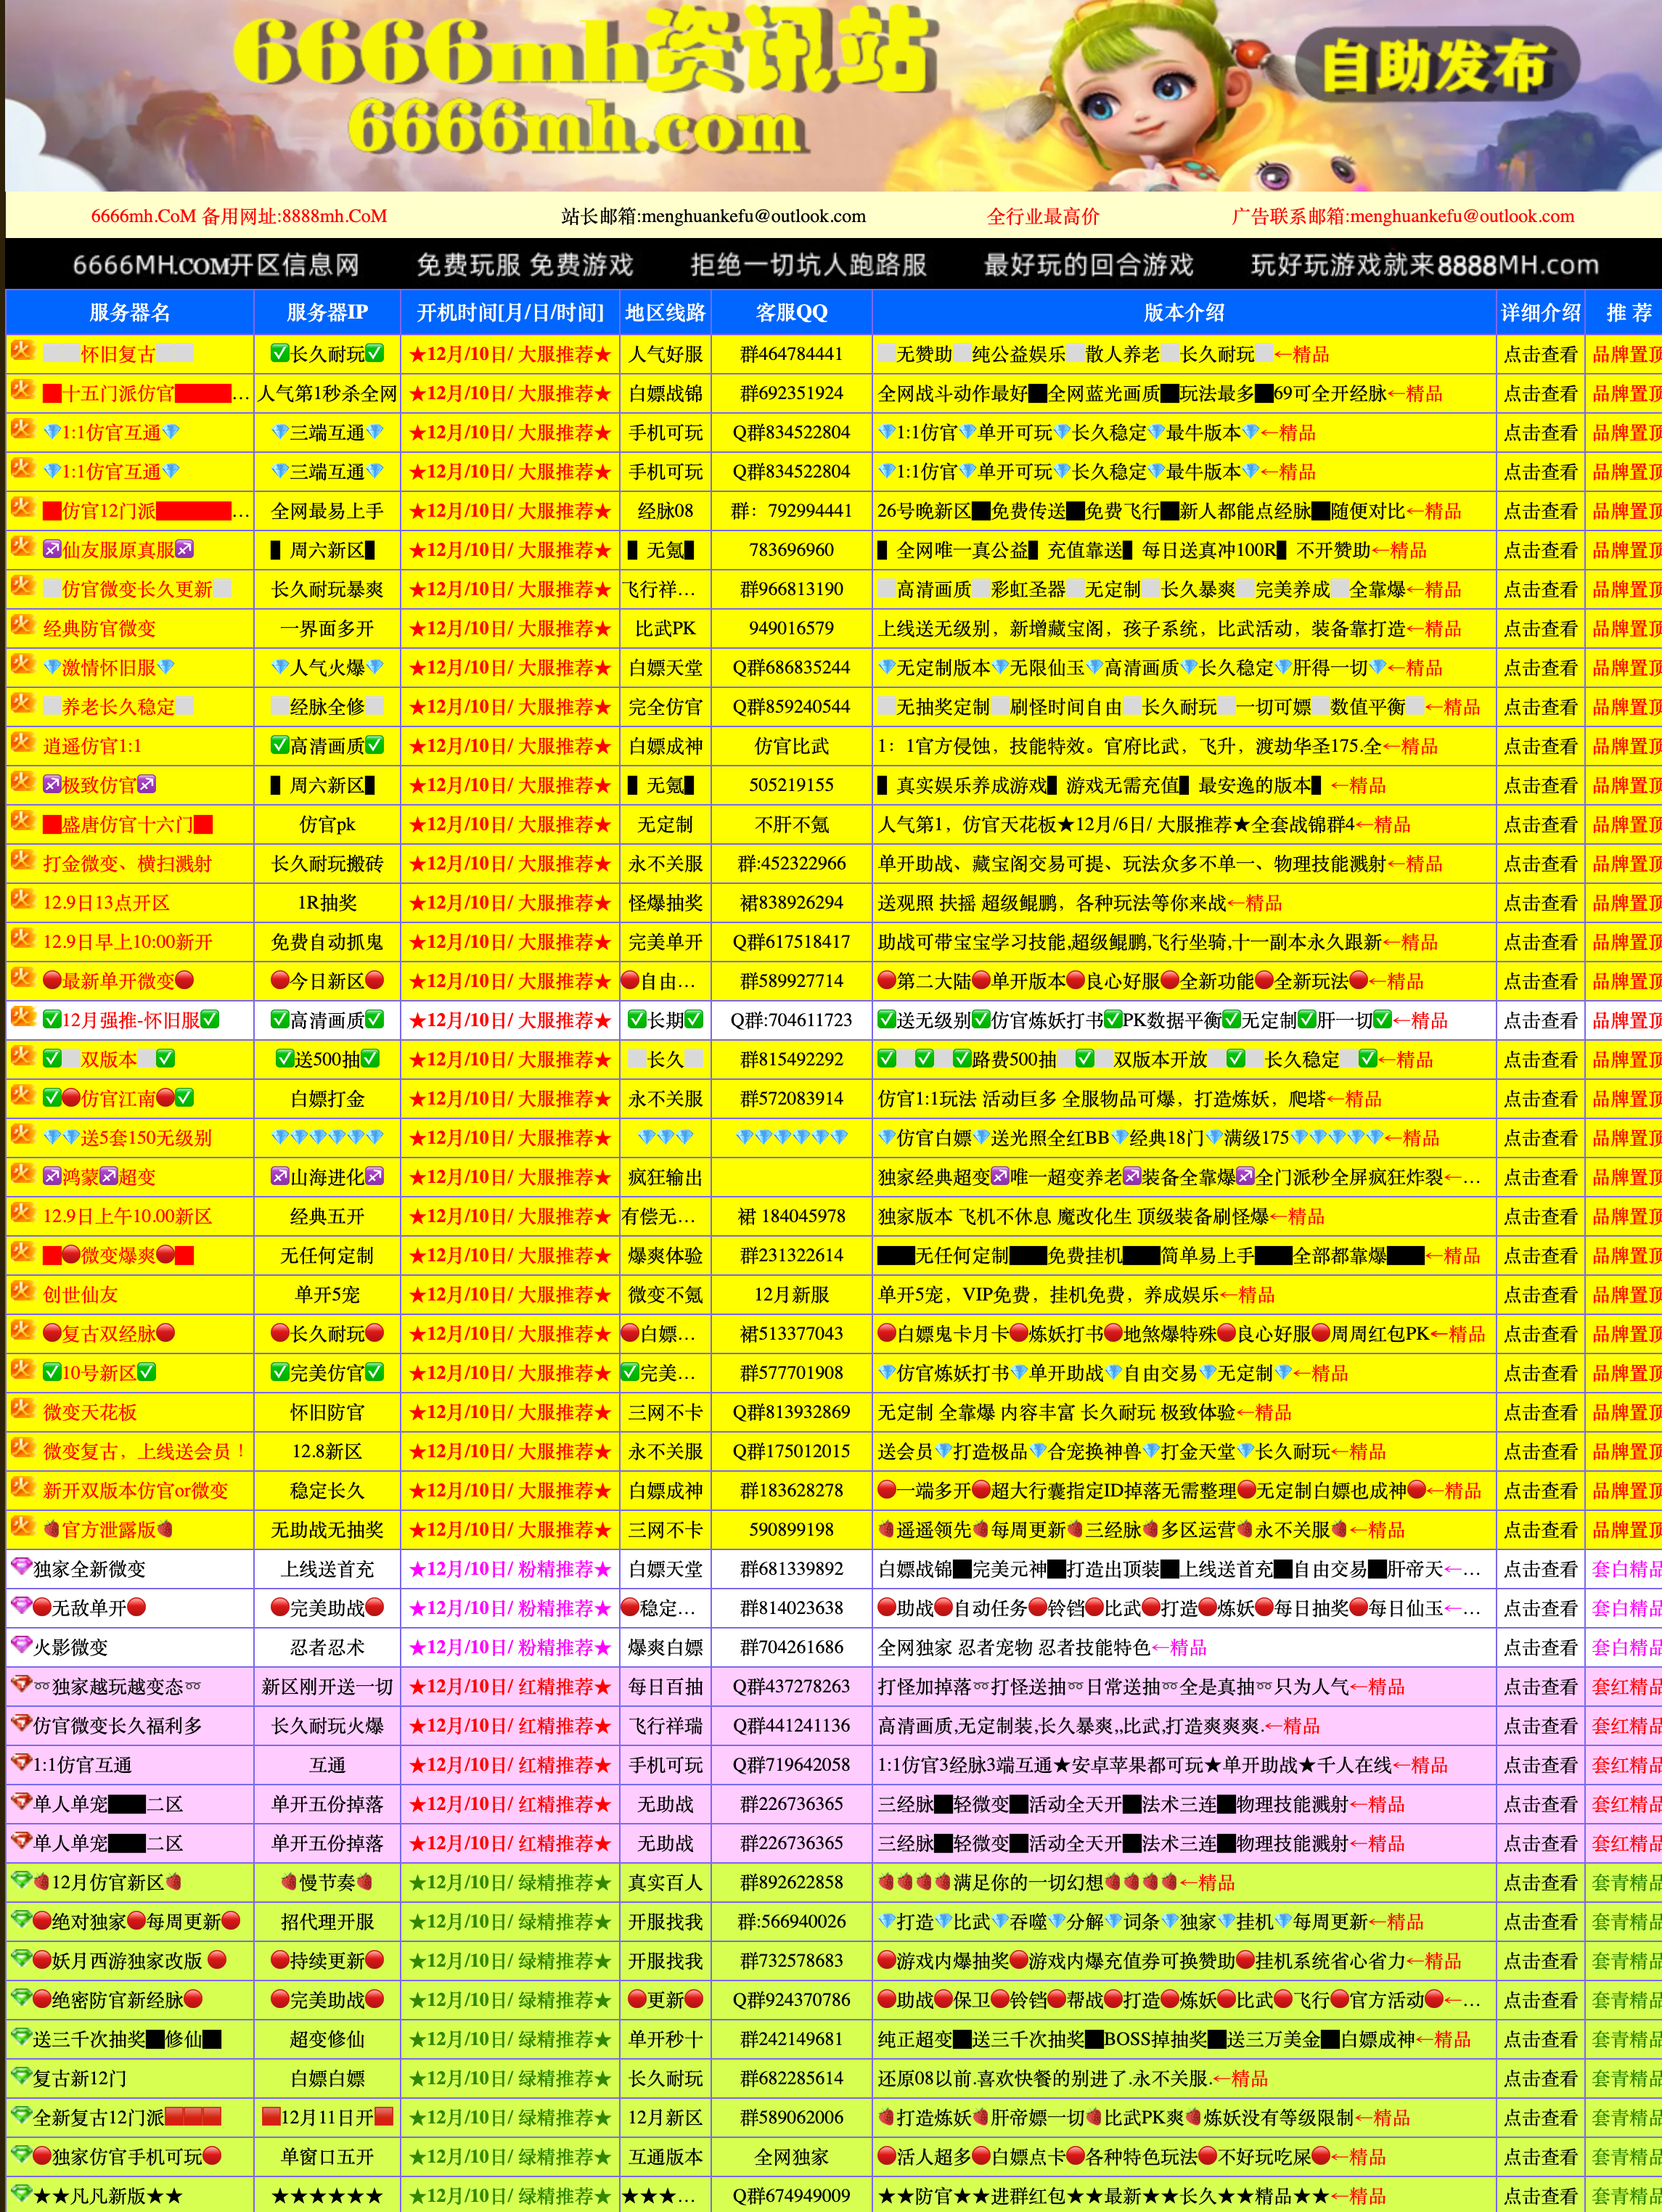 6666mh资讯站
6666mh.com
自助发布
6666mh.CoM 备用网址:8888mh.CoM 站长邮箱:menghuankefu@outlook.com 全行业最高价 广告联系邮箱:menghuankefu@outlook.com
6666MH.COM开区信息网 免费玩服 免费游戏 拒绝一切坑人跑路服 最好玩的回合游戏 玩好玩游戏就来8888MH.com
服务器名 服务器IP 开机时间[月/日/时间] 地区线路 客服QQ 版本介绍 详细介绍 推 荐
火 怀旧复古 ✅长久耐玩✅ ★12月/10日/ 大服推荐★ 人气好服 群464784441 无赞助 纯公益娱乐 散人养老 长久耐玩 ←精品 点击查看 品牌置顶
火 十五门派仿官... 人气第1秒杀全网 ★12月/10日/ 大服推荐★ 白嫖战锦 群692351924 全网战斗动作最好█全网蓝光画质█玩法最多█69可全开经脉←精品 点击查看 品牌置顶
火 💎1:1仿官互通💎 💎三端互通💎 ★12月/10日/ 大服推荐★ 手机可玩 Q群834522804 💎1:1仿官💎单开可玩💎长久稳定💎最牛版本💎←精品 点击查看 品牌置顶
火 💎1:1仿官互通💎 💎三端互通💎 ★12月/10日/ 大服推荐★ 手机可玩 Q群834522804 💎1:1仿官💎单开可玩💎长久稳定💎最牛版本💎←精品 点击查看 品牌置顶
火 仿官12门派... 全网最易上手 ★12月/10日/ 大服推荐★ 经脉08 群：792994441 26号晚新区█免费传送█免费飞行█新人都能点经脉█随便对比←精品 点击查看 品牌置顶
火 ♐仙友服原真服♐ ▌周六新区▌ ★12月/10日/ 大服推荐★ ▌无氪▌ 783696960 ▌全网唯一真公益▌充值靠送▌每日送真冲100R▌不开赞助←精品 点击查看 品牌置顶
火 仿官微变长久更新 长久耐玩暴爽 ★12月/10日/ 大服推荐★ 飞行祥... 群966813190 高清画质 彩虹圣器 无定制 长久暴爽 完美养成 全靠爆←精品 点击查看 品牌置顶
火 经典防官微变 一界面多开 ★12月/10日/ 大服推荐★ 比武PK 949016579 上线送无级别，新增藏宝阁，孩子系统，比武活动，装备靠打造←精品 点击查看 品牌置顶
火 💎激情怀旧服💎 💎人气火爆💎 ★12月/10日/ 大服推荐★ 白嫖天堂 Q群686835244 💎无定制版本💎无限仙玉💎高清画质💎长久稳定💎肝得一切💎←精品 点击查看 品牌置顶
火 养老长久稳定 经脉全修 ★12月/10日/ 大服推荐★ 完全仿官 Q群859240544 无抽奖定制 刷怪时间自由 长久耐玩 一切可嫖 数值平衡 ←精品 点击查看 品牌置顶
火 逍遥仿官1:1 ✅高清画质✅ ★12月/10日/ 大服推荐★ 白嫖成神 仿官比武 1：1官方侵蚀，技能特效。官府比武，飞升，渡劫华圣175.全←精品 点击查看 品牌置顶
火 ♐极致仿官♐ ▌周六新区▌ ★12月/10日/ 大服推荐★ ▌无氪▌ 505219155 ▌真实娱乐养成游戏▌游戏无需充值▌最安逸的版本▌←精品 点击查看 品牌置顶
火 盛唐仿官十六门 仿官pk ★12月/10日/ 大服推荐★ 无定制 不肝不氪 人气第1，仿官天花板★12月/6日/ 大服推荐★全套战锦群4←精品 点击查看 品牌置顶
火 打金微变、横扫溅射 长久耐玩搬砖 ★12月/10日/ 大服推荐★ 永不关服 群:452322966 单开助战、藏宝阁交易可提、玩法众多不单一、物理技能溅射←精品 点击查看 品牌置顶
火 12.9日13点开区 1R抽奖 ★12月/10日/ 大服推荐★ 怪爆抽奖 裙838926294 送观照 扶摇 超级鲲鹏，各种玩法等你来战←精品 点击查看 品牌置顶
火 12.9日早上10:00新开 免费自动抓鬼 ★12月/10日/ 大服推荐★ 完美单开 Q群617518417 助战可带宝宝学习技能,超级鲲鹏,飞行坐骑,十一副本永久跟新←精品 点击查看 品牌置顶
火 🔴最新单开微变🔴 🔴今日新区🔴 ★12月/10日/ 大服推荐★ 🔴自由... 群589927714 🔴第二大陆🔴单开版本🔴良心好服🔴全新功能🔴全新玩法🔴←精品 点击查看 品牌置顶
火 ✅12月强推-怀旧服✅ ✅高清画质✅ ★12月/10日/ 大服推荐★ ✅长期✅ Q群:704611723 ✅送无级别✅仿官炼妖打书✅PK数据平衡✅无定制✅肝一切✅←精品 点击查看 品牌置顶
火 ✅ 双版本 ✅ ✅送500抽✅ ★12月/10日/ 大服推荐★ 长久 群815492292 ✅ ✅ ✅路费500抽 ✅ 双版本开放 ✅ 长久稳定 ✅←精品 点击查看 品牌置顶
火 ✅🔴仿官江南🔴✅ 白嫖打金 ★12月/10日/ 大服推荐★ 永不关服 群572083914 仿官1:1玩法 活动巨多 全服物品可爆，打造炼妖，爬塔←精品 点击查看 品牌置顶
火 💎💎送5套150无级别 💎💎💎💎💎💎 ★12月/10日/ 大服推荐★ 💎💎💎 💎💎💎💎💎💎 💎仿官白嫖💎送光照全红BB💎经典18门💎满级175💎💎💎💎💎←精品 点击查看 品牌置顶
火 ♐鸿蒙♐超变 ♐山海进化♐ ★12月/10日/ 大服推荐★ 疯狂输出 独家经典超变♐唯一超变养老♐装备全靠爆♐全门派秒全屏疯狂炸裂←... 点击查看 品牌置顶
火 12.9日上午10.00新区 经典五开 ★12月/10日/ 大服推荐★ 有偿无... 裙 184045978 独家版本 飞机不休息 魔改化生 顶级装备刷怪爆←精品 点击查看 品牌置顶
火 🔴微变爆爽🔴 无任何定制 ★12月/10日/ 大服推荐★ 爆爽体验 群231322614 ██无任何定制██免费挂机██简单易上手██全部都靠爆██←精品 点击查看 品牌置顶
火 创世仙友 单开5宠 ★12月/10日/ 大服推荐★ 微变不氪 12月新服 单开5宠，VIP免费，挂机免费，养成娱乐←精品 点击查看 品牌置顶
火 🔴复古双经脉🔴 🔴长久耐玩🔴 ★12月/10日/ 大服推荐★ 🔴白嫖... 裙513377043 🔴白嫖鬼卡月卡🔴炼妖打书🔴地煞爆特殊🔴良心好服🔴周周红包PK←精品 点击查看 品牌置顶
火 ✅10号新区✅ ✅完美仿官✅ ★12月/10日/ 大服推荐★ ✅完美... 群577701908 💎仿官炼妖打书💎单开助战💎自由交易💎无定制💎←精品 点击查看 品牌置顶
火 微变天花板 怀旧防官 ★12月/10日/ 大服推荐★ 三网不卡 Q群813932869 无定制 全靠爆 内容丰富 长久耐玩 极致体验←精品 点击查看 品牌置顶
火 微变复古，上线送会员！ 12.8新区 ★12月/10日/ 大服推荐★ 永不关服 Q群175012015 送会员💎打造极品💎合宠换神兽💎打金天堂💎长久耐玩←精品 点击查看 品牌置顶
火 新开双版本仿官or微变 稳定长久 ★12月/10日/ 大服推荐★ 白嫖成神 群183628278 🔴一端多开🔴超大行囊指定ID掉落无需整理🔴无定制白嫖也成神🔴←精品 点击查看 品牌置顶
火 🍓官方泄露版🍓 无助战无抽奖 ★12月/10日/ 大服推荐★ 三网不卡 590899198 🍓遥遥领先🍓每周更新🍓三经脉🍓多区运营🍓永不关服🍓←精品 点击查看 品牌置顶
独家全新微变 上线送首充 ★12月/10日/ 粉精推荐★ 白嫖天堂 群681339892 白嫖战锦█完美元神█打造出顶装█上线送首充█自由交易█肝帝天←... 点击查看 套白精品
🔴无敌单开🔴 🔴完美助战🔴 ★12月/10日/ 粉精推荐★ 🔴稳定... 群814023638 🔴助战🔴自动任务🔴铃铛🔴比武🔴打造🔴炼妖🔴每日抽奖🔴每日仙玉←... 点击查看 套白精品
火影微变 忍者忍术 ★12月/10日/ 粉精推荐★ 爆爽白嫖 群704261686 全网独家 忍者宠物 忍者技能特色←精品 点击查看 套白精品
➿独家越玩越变态➿ 新区刚开送一切 ★12月/10日/ 红精推荐★ 每日百抽 Q群437278263 打怪加掉落➿打怪送抽➿日常送抽➿全是真抽➿只为人气←精品 点击查看 套红精品
仿官微变长久福利多 长久耐玩火爆 ★12月/10日/ 红精推荐★ 飞行祥瑞 Q群441241136 高清画质,无定制装,长久暴爽,,比武,打造爽爽爽.←精品 点击查看 套红精品
1:1仿官互通 互通 ★12月/10日/ 红精推荐★ 手机可玩 Q群719642058 1:1仿官3经脉3端互通★安卓苹果都可玩★单开助战★千人在线←精品 点击查看 套红精品
单人单宠██二区 单开五份掉落 ★12月/10日/ 红精推荐★ 无助战 群226736365 三经脉█轻微变█活动全天开█法术三连█物理技能溅射←精品 点击查看 套红精品
单人单宠██二区 单开五份掉落 ★12月/10日/ 红精推荐★ 无助战 群226736365 三经脉█轻微变█活动全天开█法术三连█物理技能溅射←精品 点击查看 套红精品
🍓12月仿官新区🍓 🍓慢节奏🍓 ★12月/10日/ 绿精推荐★ 真实百人 群892622858 🍓🍓🍓🍓满足你的一切幻想🍓🍓🍓🍓←精品 点击查看 套青精品
🔴绝对独家🔴每周更新🔴 招代理开服 ★12月/10日/ 绿精推荐★ 开服找我 群:566940026 💎打造💎比武💎吞噬💎分解💎词条💎独家💎挂机💎每周更新←精品 点击查看 套青精品
🔴妖月西游独家改版 🔴 🔴持续更新🔴 ★12月/10日/ 绿精推荐★ 开服找我 群732578683 🔴游戏内爆抽奖🔴游戏内爆充值券可换赞助🔴挂机系统省心省力←精品 点击查看 套青精品
🔴绝密防官新经脉🔴 🔴完美助战🔴 ★12月/10日/ 绿精推荐★ 🔴更新🔴 Q群924370786 🔴助战🔴保卫🔴铃铛🔴帮战🔴打造🔴炼妖🔴比武🔴飞行🔴官方活动🔴←... 点击查看 套青精品
送三千次抽奖█修仙█ 超变修仙 ★12月/10日/ 绿精推荐★ 单开秒十 群242149681 纯正超变█送三千次抽奖█BOSS掉抽奖█送三万美金█白嫖成神←精品 点击查看 套青精品
复古新12门 白嫖白嫖 ★12月/10日/ 绿精推荐★ 长久耐玩 群682285614 还原08以前.喜欢快餐的别进了.永不关服.←精品 点击查看 套青精品
全新复古12门派🟥🟥🟥 🟥12月11日开🟥 ★12月/10日/ 绿精推荐★ 12月新区 群589062006 🍓打造炼妖🍓肝帝嫖一切🍓比武PK爽🍓炼妖没有等级限制←精品 点击查看 套青精品
🔴独家仿官手机可玩🔴 单窗口五开 ★12月/10日/ 绿精推荐★ 互通版本 全网独家 🔴活人超多🔴白嫖点卡🔴各种特色玩法🔴不好玩吃屎🔴←精品 点击查看 套青精品
★★凡凡新版★★ ★★★★★★ ★12月/10日/ 绿精推荐★ ★★★... Q群674949009 ★★防官★★进群红包★★最新★★长久★★精品★★←精品 点击查看 套青精品